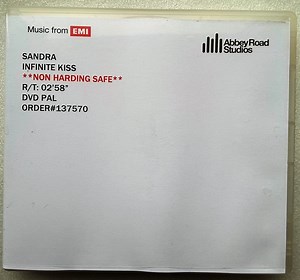 Music from EMI
Abbey Road
Studios
SANDRA
INFINITE KISS
**NON HARDING SAFE**
R/T: 02'58"
DVD PAL
ORDER#137570